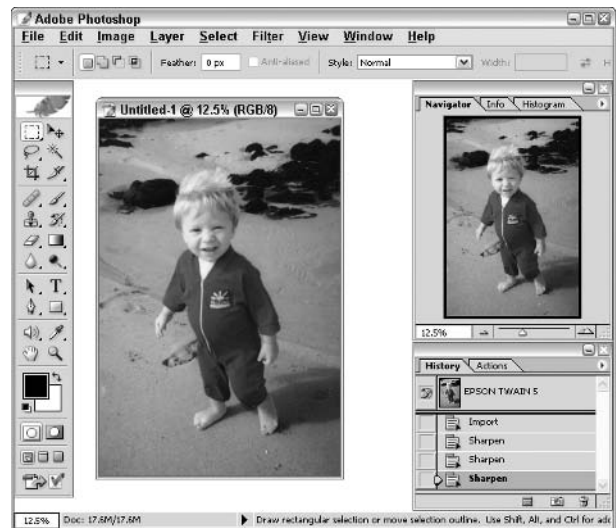 Adobe Photoshop
File Edit Image Layer Select Filter View Window Help
Feather: 0 px Anti-aliased Style: Normal Width:
Untitled-1 @ 12.5% (RGB/8)
Navigator Info Histogram
12.5%
History Actions
EPSON TWAIN 5
Import
Sharpen
Sharpen
Sharpen
12.5% Doc: 17.6M/17.6M Draw rectangular selection or move selection outline. Use Shift, Alt, and Ctrl for